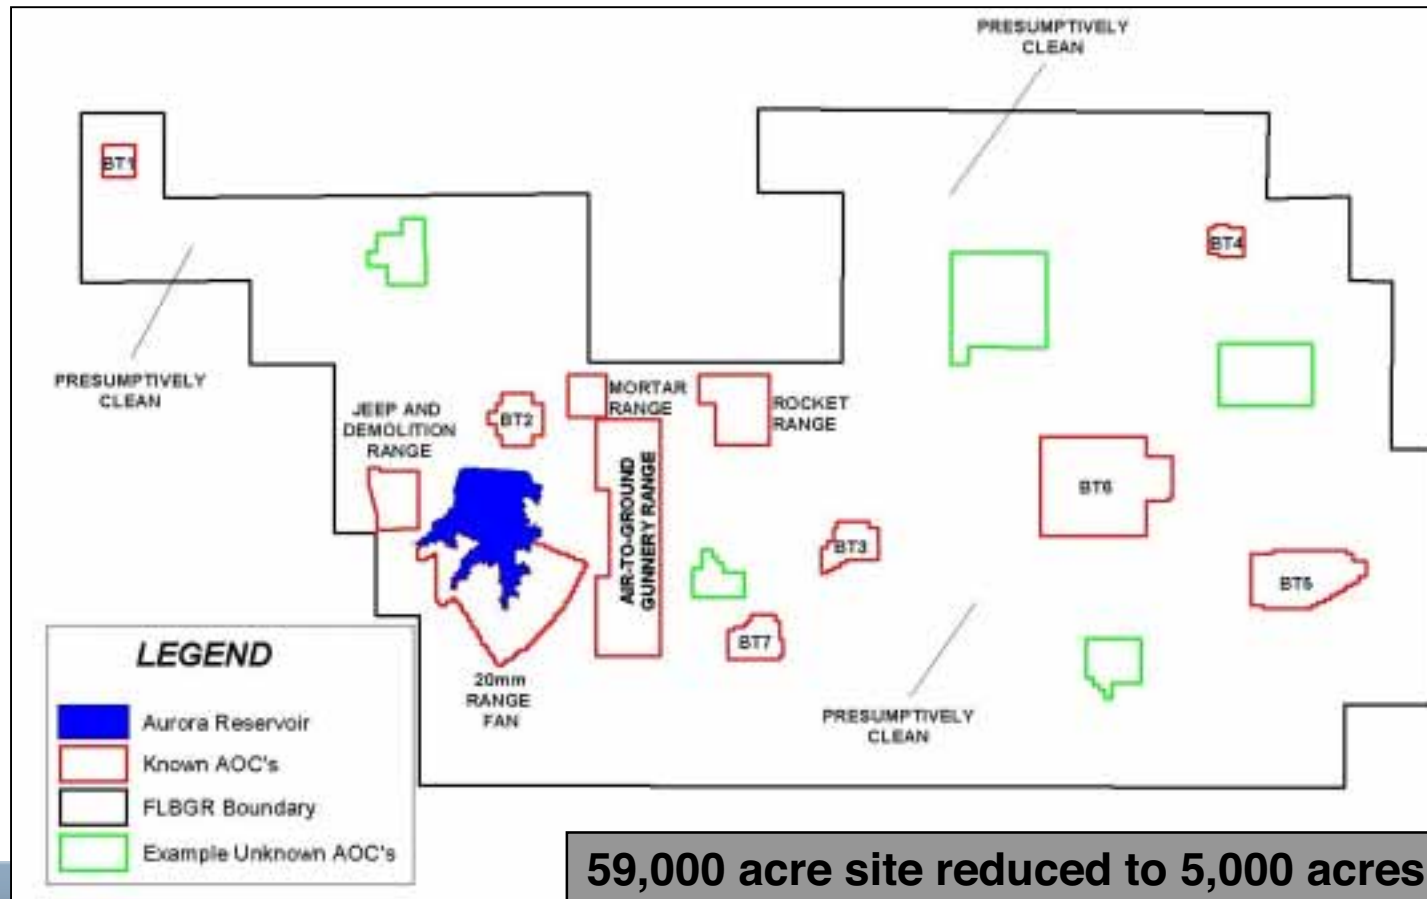 PRESUMPTIVELY
CLEAN
BT1
BT4
PRESUMPTIVELY
CLEAN
MORTAR
RANGE
JEEP AND
DEMOLITION
RANGE
BT2
ROCKET
RANGE
AIR-TO-GROUND
GUNNERY RANGE
BT6
BT3
BT5
BT7
20mm
RANGE
FAN
PRESUMPTIVELY
CLEAN
LEGEND
Aurora Reservoir
Known AOC's
FLBGR Boundary
Example Unknown AOC's
59,000 acre site reduced to 5,000 acres